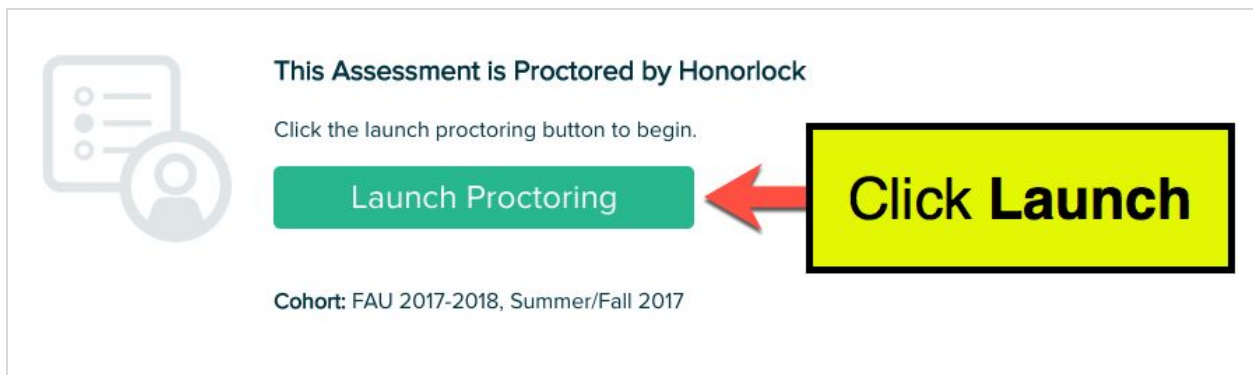 This Assessment is Proctored by Honorlock
Click the launch proctoring button to begin.
Launch Proctoring
Click Launch
Cohort: FAU 2017-2018, Summer/Fall 2017